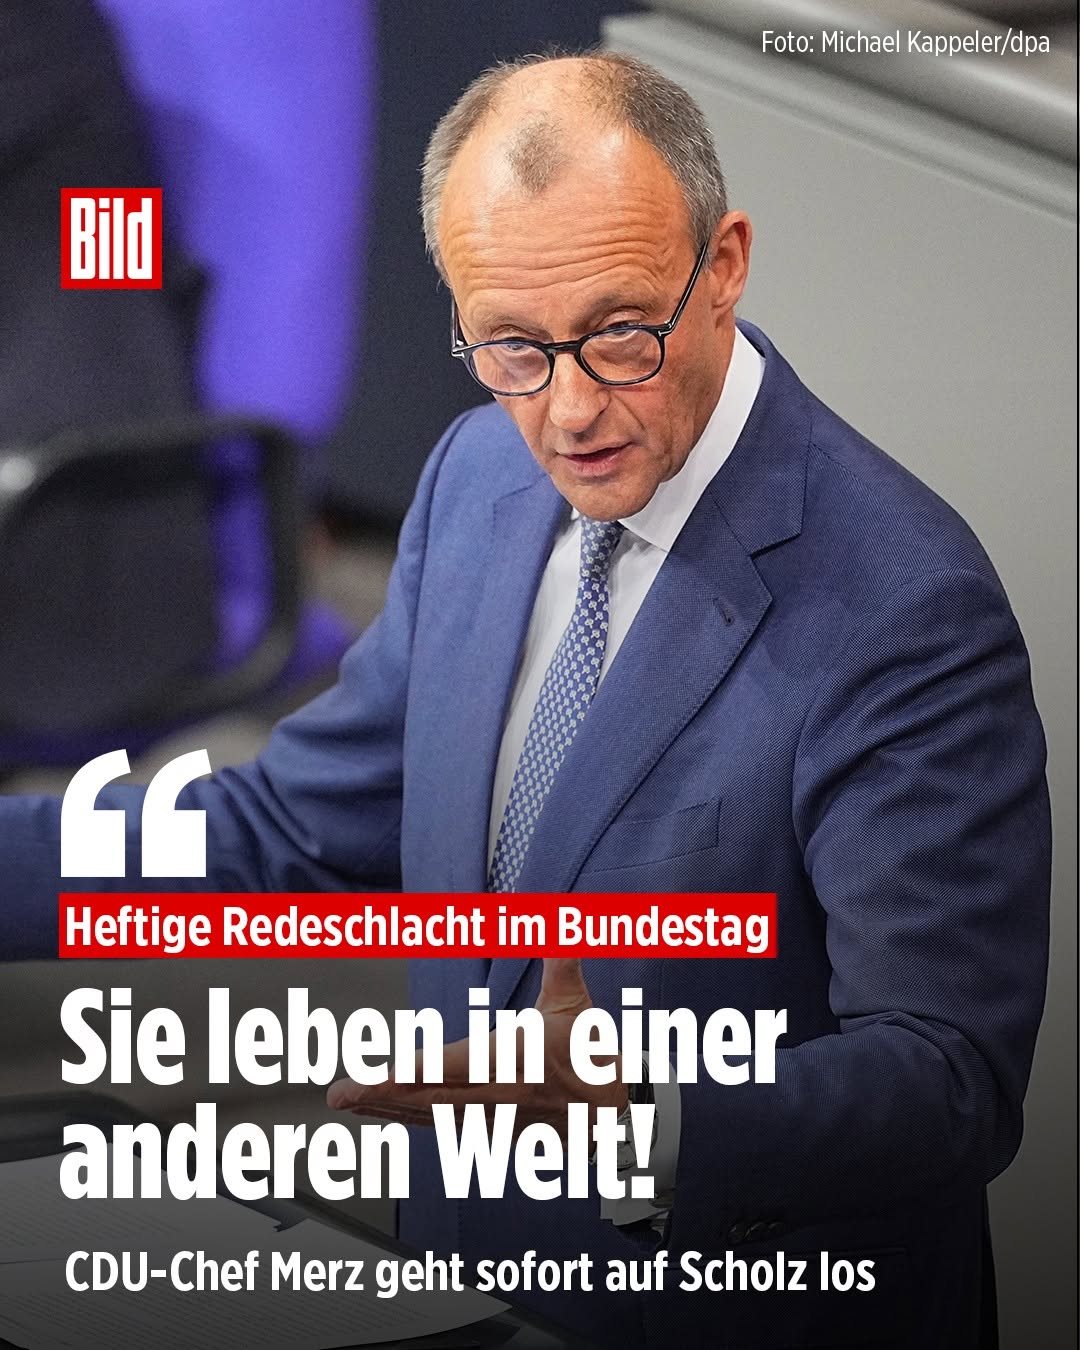 Foto: Michael Kappeler/dpa
Bild
“
Heftige Redeschlacht im Bundestag
Sie leben in einer
anderen Welt!
CDU-Chef Merz geht sofort auf Scholz los